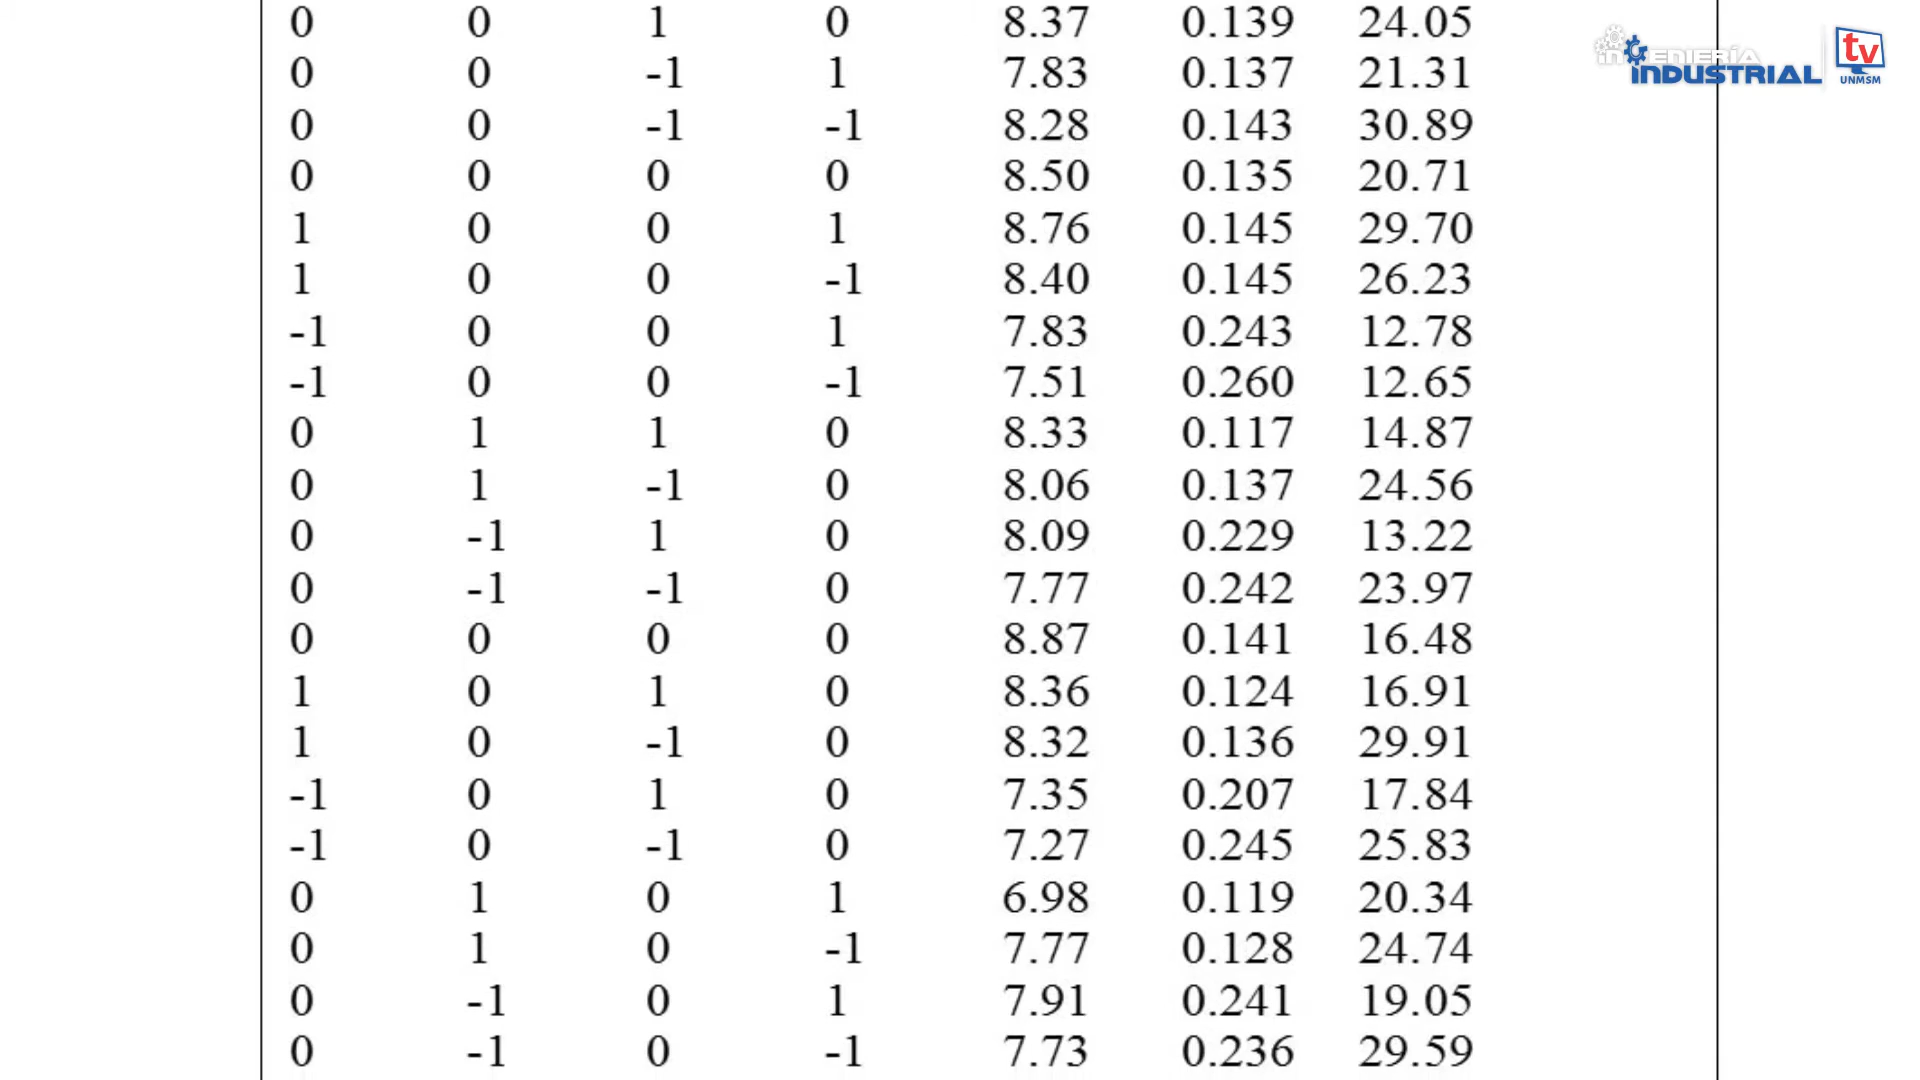 0 0 1 0 8.37 0.139 24.05
0 0 -1 1 7.83 0.137 21.31
0 0 -1 -1 8.28 0.143 30.89
0 0 0 0 8.50 0.135 20.71
1 0 0 1 8.76 0.145 29.70
1 0 0 -1 8.40 0.145 26.23
-1 0 0 1 7.83 0.243 12.78
-1 0 0 -1 7.51 0.260 12.65
0 1 1 0 8.33 0.117 14.87
0 1 -1 0 8.06 0.137 24.56
0 -1 1 0 8.09 0.229 13.22
0 -1 -1 0 7.77 0.242 23.97
0 0 0 0 8.87 0.141 16.48
1 0 1 0 8.36 0.124 16.91
1 0 -1 0 8.32 0.136 29.91
-1 0 1 0 7.35 0.207 17.84
-1 0 -1 0 7.27 0.245 25.83
0 1 0 1 6.98 0.119 20.34
0 1 0 -1 7.77 0.128 24.74
0 -1 0 1 7.91 0.241 19.05
0 -1 0 -1 7.73 0.236 29.59
INGENIERÍA
INDUSTRIAL
tv
UNMSM